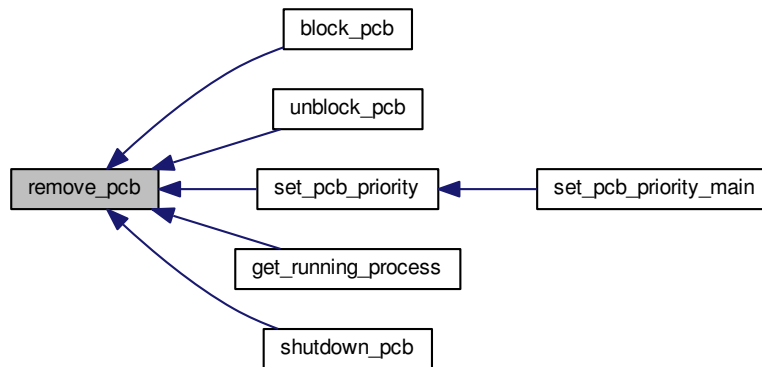 block_pcb
unblock_pcb
remove_pcb
set_pcb_priority
set_pcb_priority_main
get_running_process
shutdown_pcb